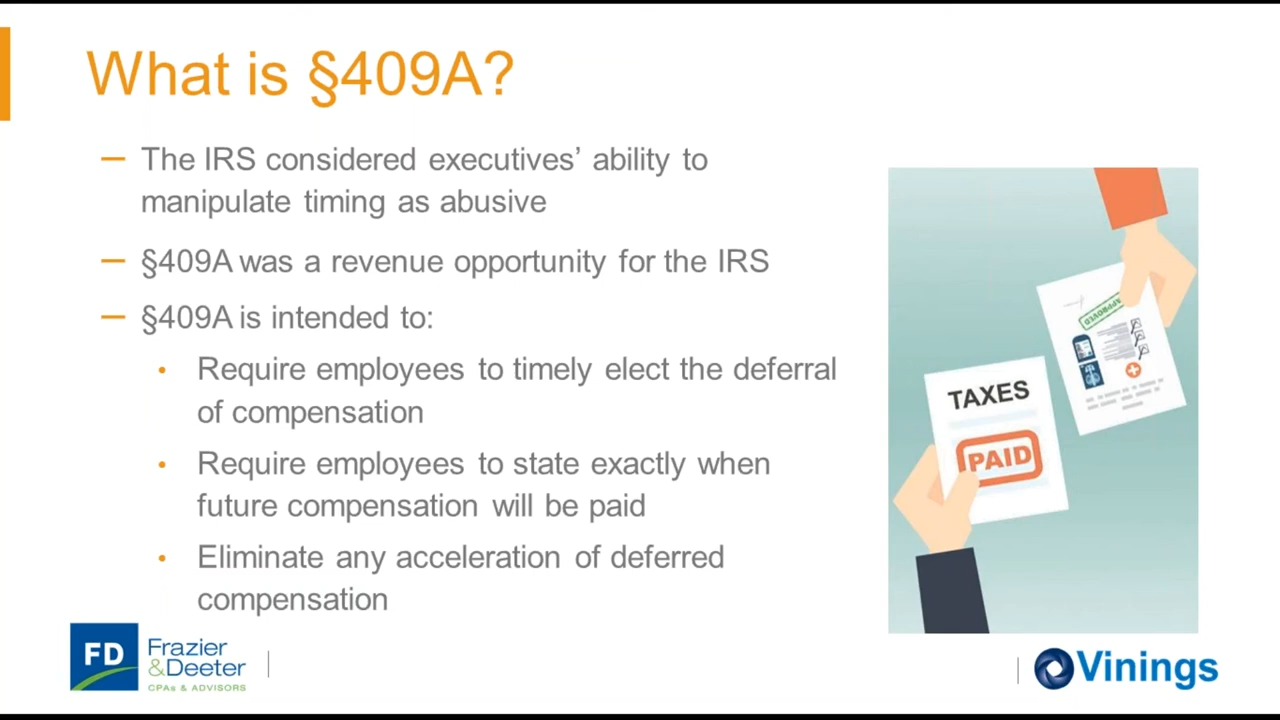 What is §409A?
— The IRS considered executives’ ability to
manipulate timing as abusive
— §409A was a revenue opportunity for the IRS
— §409A is intended to:
• Require employees to timely elect the deferral
of compensation
• Require employees to state exactly when
future compensation will be paid
• Eliminate any acceleration of deferred
compensation
APPROVED
TAXES
PAID
FD
Frazier
&Deeter
CPAs & ADVISORS
Vinings